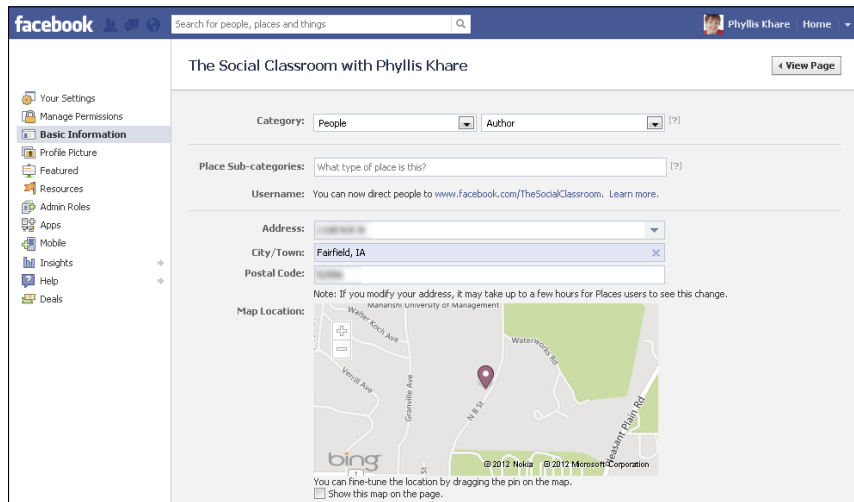 facebook
Search for people, places and things
Phyllis Khare Home
The Social Classroom with Phyllis Khare
View Page
Your Settings
Manage Permissions
Basic Information
Profile Picture
Featured
Resources
Admin Roles
Apps
Mobile
Insights
Help
Deals
Category: People Author [?]
Place Sub-categories: What type of place is this? [?]
Username: You can now direct people to www.facebook.com/TheSocialClassroom. Learn more.
Address:
City/Town: Fairfield, IA
Postal Code:
Note: If you modify your address, it may take up to a few hours for Places users to see this change.
Map Location:
Maharishi University of Management
Walter Koch Ave
Waterworks Rd
Verrill Ave
Granville Ave
N B St
Pleasant Plain Rd
St
bing
1
© 2012 Nokia © 2012 Microsoft Corporation
You can fine-tune the location by dragging the pin on the map.
Show this map on the page.